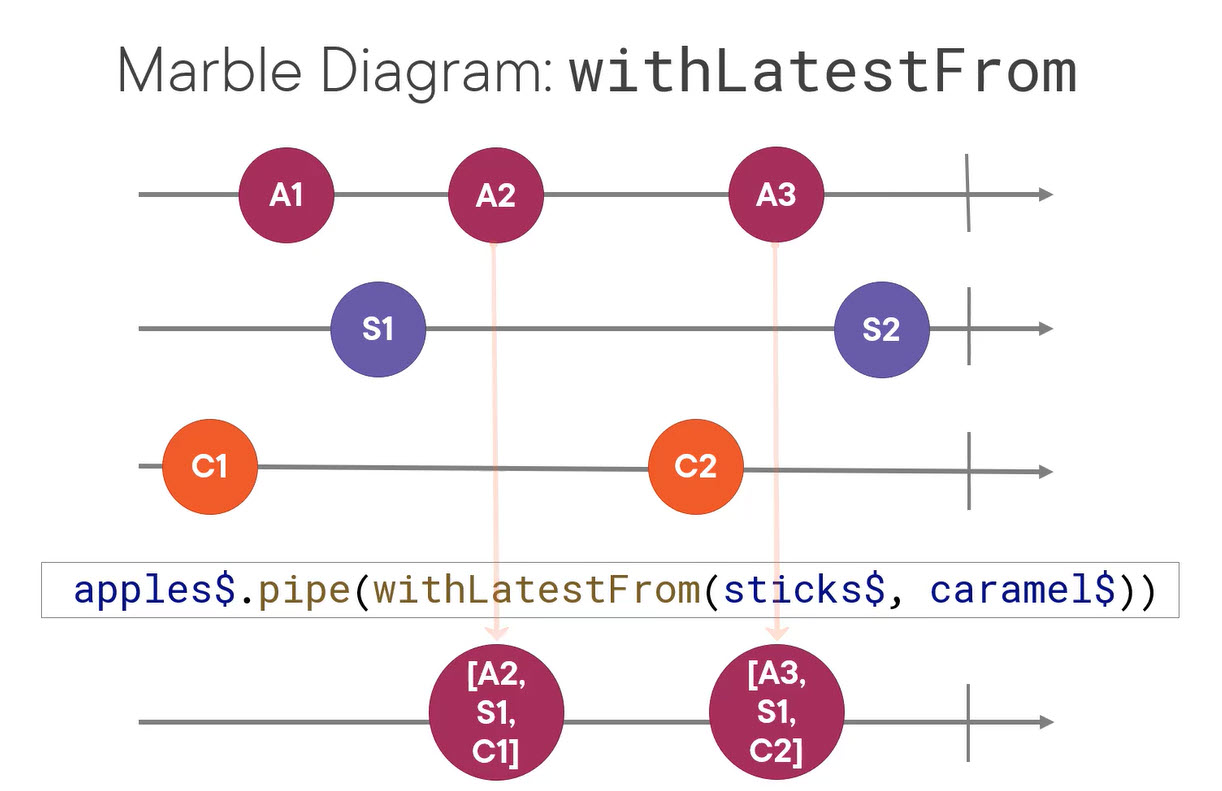 Marble Diagram: withLatestFrom
A1
A2
A3
S1
S2
C1
C2
apples$.pipe(withLatestFrom(sticks$, caramel$))
[A2,
S1,
C1]
[A3,
S1,
C2]